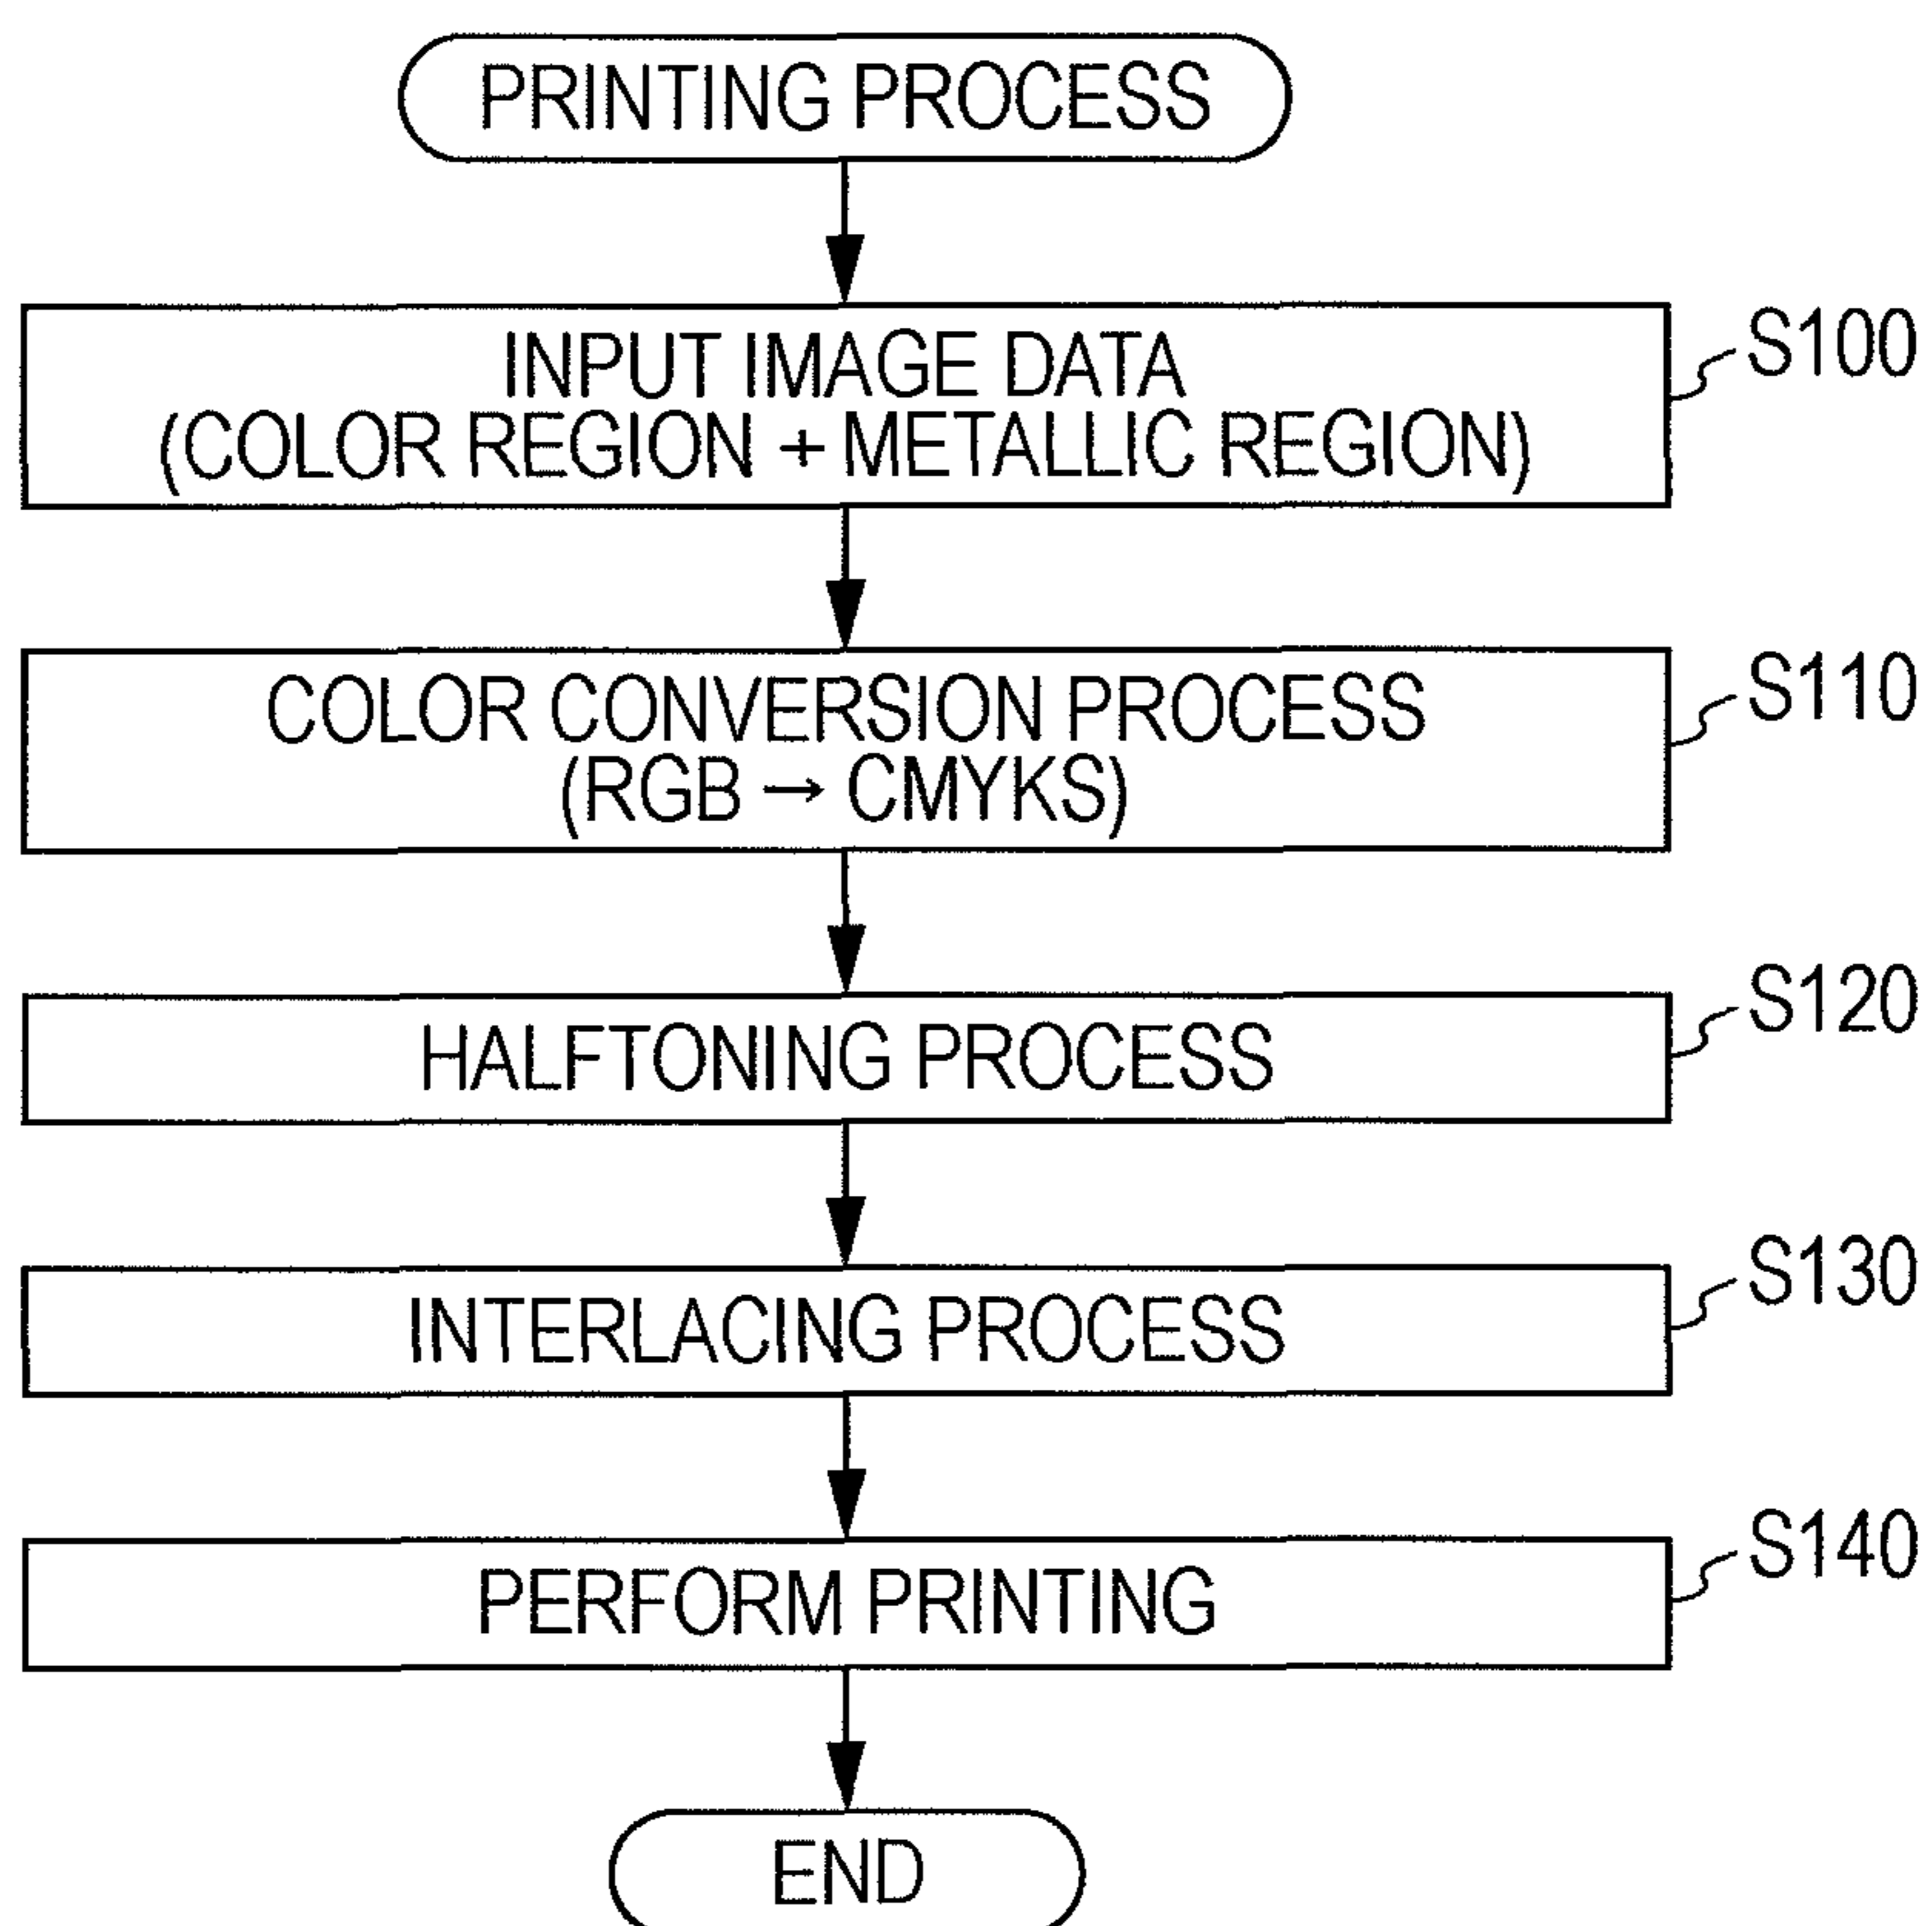 PRINTING PROCESS
INPUT IMAGE DATA
(COLOR REGION + METALLIC REGION)
S100
COLOR CONVERSION PROCESS
(RGB → CMYKS)
S110
HALFTONING PROCESS
S120
INTERLACING PROCESS
S130
PERFORM PRINTING
S140
END